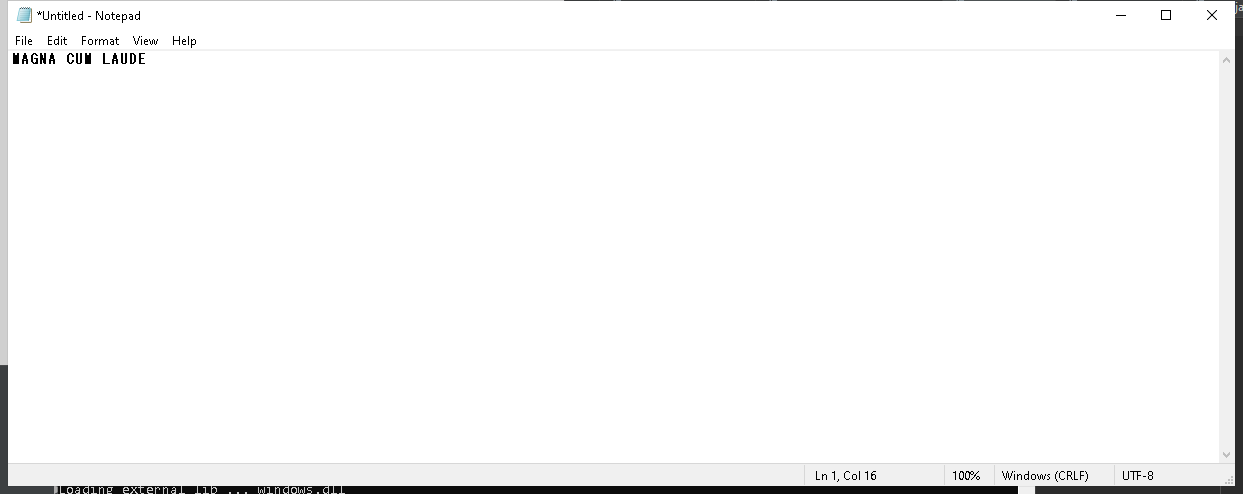 *Untitled - Notepad
File Edit Format View Help
MAGNA CUM LAUDE
Ln 1, Col 16 100% Windows (CRLF) UTF-8
Loading external lib ... windows.dll